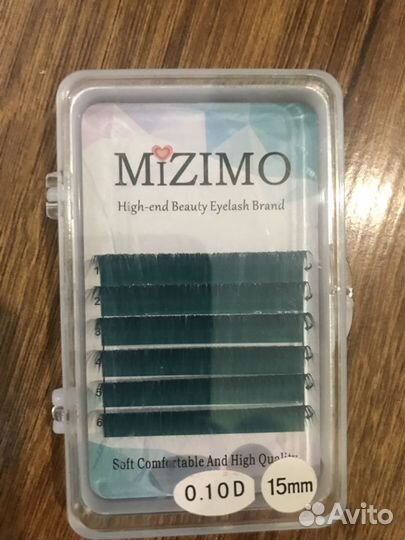 MiZIMO
High-end Beauty Eyelash Brand
1
2
3
4
5
6
Soft Comfortable And High Quality
0.10D
15mm
Avito